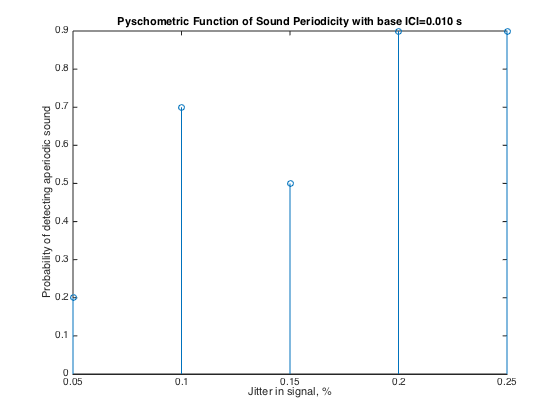 Pyschometric Function of Sound Periodicity with base ICI=0.010 s
Probability of detecting aperiodic sound
0.9
0.8
0.7
0.6
0.5
0.4
0.3
0.2
0.1
0
0.05 0.1 0.15 0.2 0.25
Jitter in signal, %